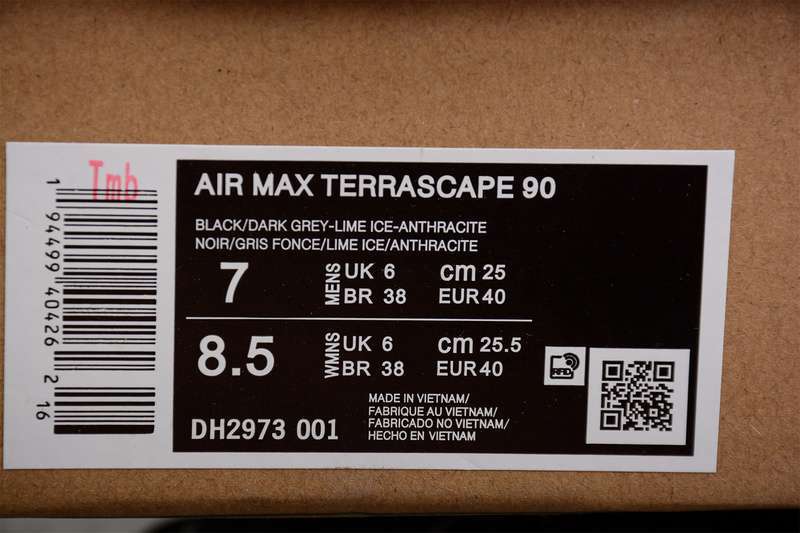 Tmb
1 94499 40426 2 16
AIR MAX TERRASCAPE 90
BLACK/DARK GREY-LIME ICE-ANTHRACITE
NOIR/GRIS FONCE/LIME ICE/ANTHRACITE
7 MENS UK 6 cm 25
BR 38 EUR 40
8.5 WMNS UK 6 cm 25.5
BR 38 EUR 40
RFID
DH2973 001
MADE IN VIETNAM/
FABRIQUE AU VIETNAM/
FABRICADO NO VIETNAM/
HECHO EN VIETNAM